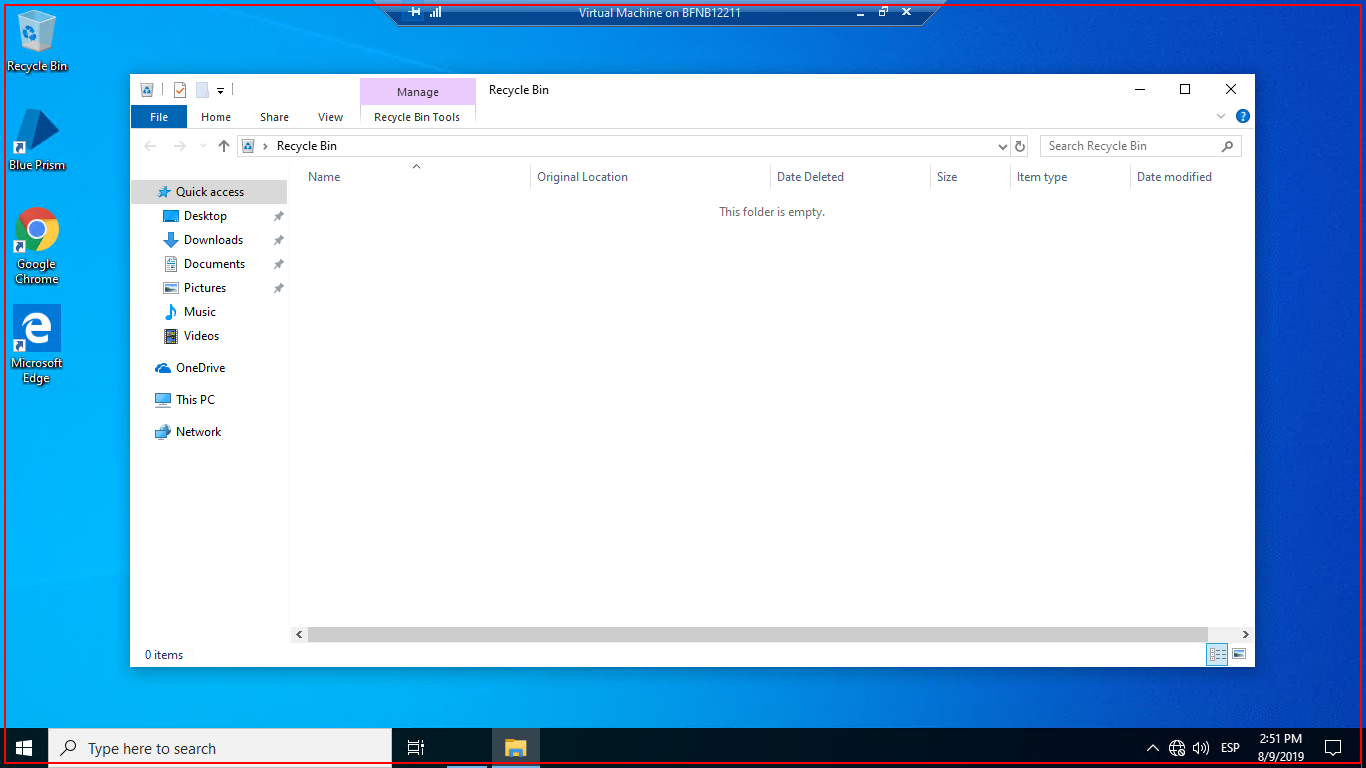 Virtual Machine on BFNB12211
Recycle Bin
Blue Prism
Google
Chrome
Microsoft
Edge
Manage
Recycle Bin
File
Home
Share
View
Recycle Bin Tools
Recycle Bin
Search Recycle Bin
Name
Original Location
Date Deleted
Size
Item type
Date modified
This folder is empty.
Quick access
Desktop
Downloads
Documents
Pictures
Music
Videos
OneDrive
This PC
Network
0 items
Type here to search
ESP
2:51 PM
8/9/2019